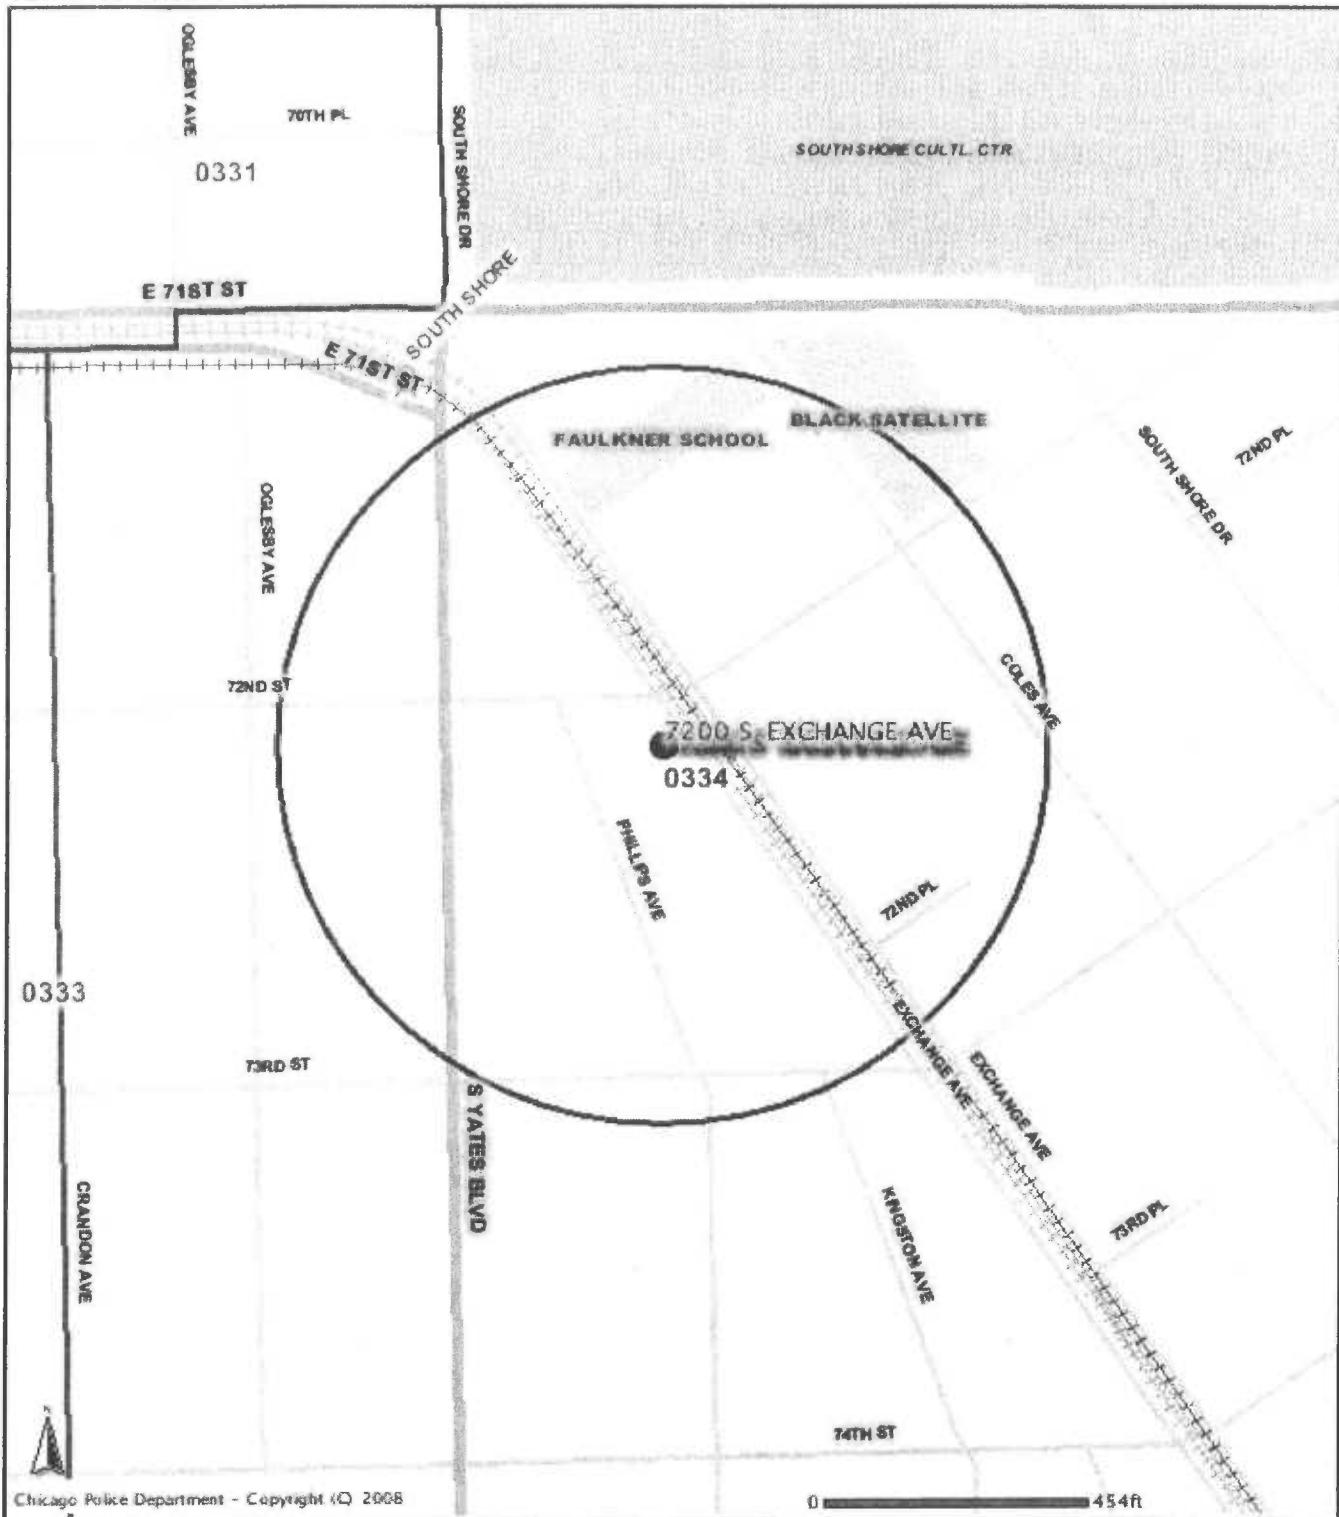 OGLESBY AVE
70TH PL
0331
SOUTH SHORE DR
SOUTH SHORE CULTL. CTR
E 71ST ST
SOUTH SHORE
E 71ST ST
FAULKNER SCHOOL
BLACK SATELLITE
SOUTH SHORE DR
72ND PL
OGLESBY AVE
72ND ST
COLES AVE
7200 S EXCHANGE AVE
0334
PHILLIPS AVE
72ND PL
0333
EXCHANGE AVE
EXCHANGE AVE
73RD ST
S YATES BLVD
CRANDON AVE
KINGSTON AVE
73RD PL
74TH ST
Chicago Police Department - Copyright (C) 2008
0 454ft